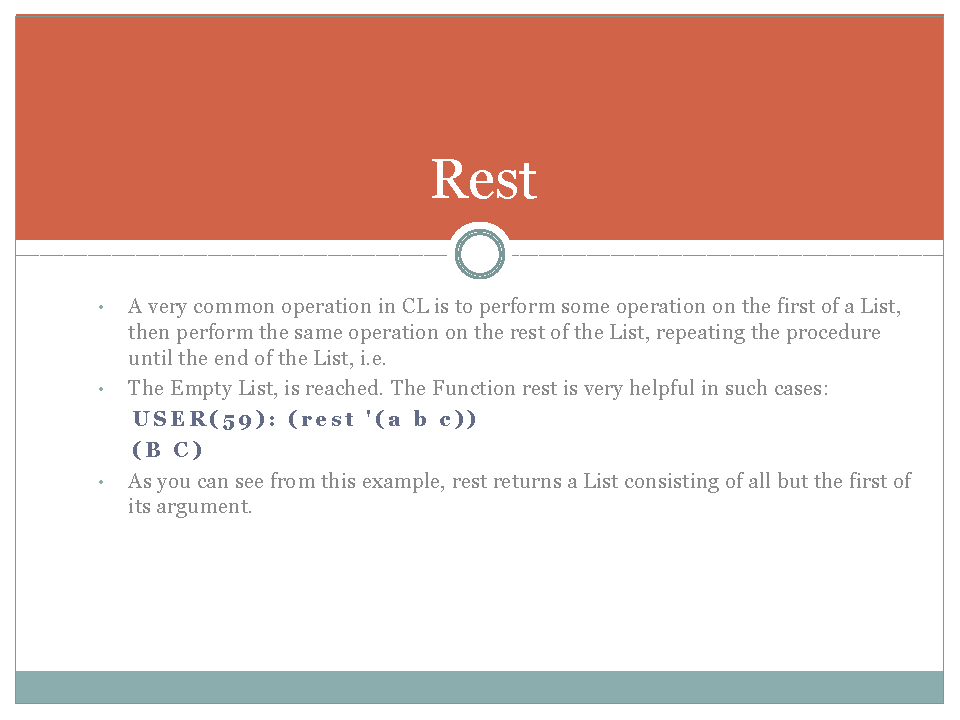 Rest
• A very common operation in CL is to perform some operation on the first of a List,
then perform the same operation on the rest of the List, repeating the procedure
until the end of the List, i.e.
• The Empty List, is reached. The Function rest is very helpful in such cases:
USER(59): (rest '(a b c))
(B C)
• As you can see from this example, rest returns a List consisting of all but the first of
its argument.